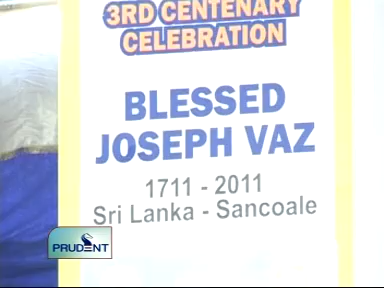 3RD CENTENARY
CELEBRATION
BLESSED
JOSEPH VAZ
1711 - 2011
Sri Lanka - Sancoale
PRUDENT